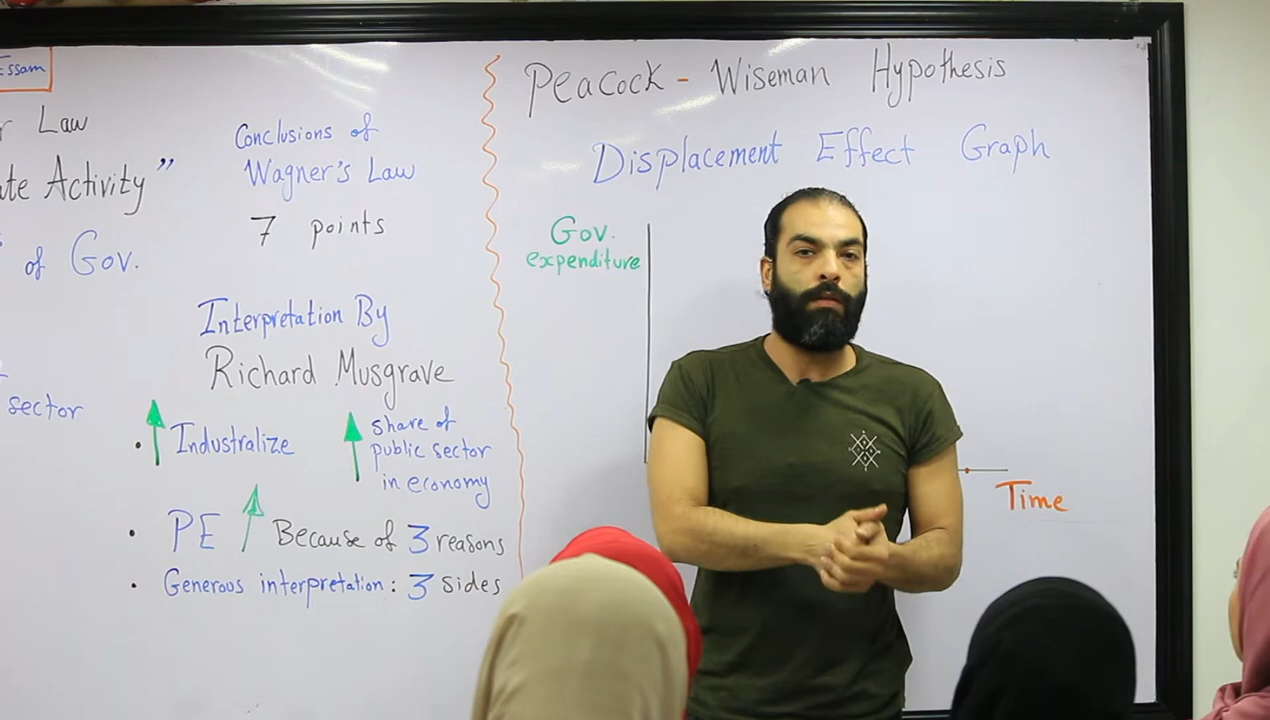 Essam
Law
Activity"
of Gov.
sector
Conclusions of
Wagner's Law
7 points
Interpretation By
Richard Musgrave
• Industralize
share of
public sector
in economy
• PE Because of 3 reasons
• Generous interpretation: 3 sides
Peacock - Wiseman Hypothesis
Displacement Effect Graph
Gov.
expenditure
Time